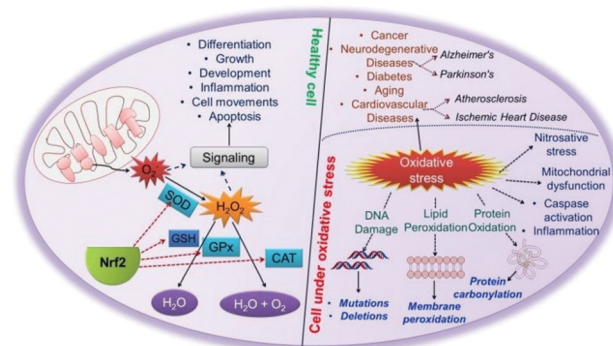 • Differentiation
• Growth
• Development
• Inflammation
• Cell movements
• Apoptosis
Signaling
O₂
SOD
H₂O₂
Nrf2
GSH
GPx
CAT
H₂O
H₂O + O₂
Healthy cell
Cell under oxidative stress
• Cancer
• Neurodegenerative
Diseases
• Diabetes
• Aging
• Cardiovascular
Diseases
Alzheimer's
Parkinson's
Atherosclerosis
Ischemic Heart Disease
Oxidative
stress
Nitrosative
stress
Mitochondrial
dysfunction
• Caspase
activation
• Inflammation
DNA
Damage
Lipid
Peroxidation
Protein
Oxidation
• Mutations
• Deletions
Membrane
peroxidation
Protein
carbonylation